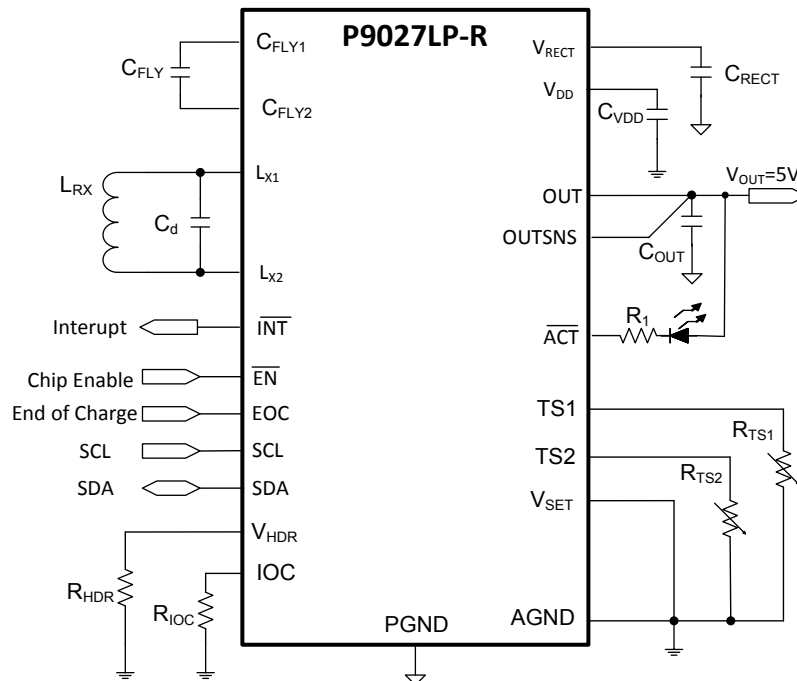 P9027LP-R
CFLY1
CFLY
CFLY2
VRECT
CRECT
VDD
CVDD
LRX
LX1
Cd
LX2
OUT
VOUT=5V
OUTSNS
COUT
Interupt
INT
R1
ACT
Chip Enable
EN
End of Charge
EOC
TS1
RTS1
SCL
SCL
TS2
RTS2
SDA
SDA
VSET
VHDR
RHDR
IOC
RIOC
PGND
AGND